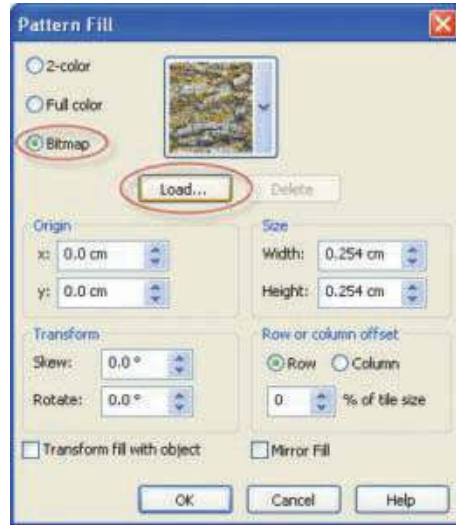 Pattern Fill
2-color
Full color
Bitmap
Load... Delete
Origin Size
x: 0.0 cm Width: 0.254 cm
y: 0.0 cm Height: 0.254 cm
Transform Row or column offset
Skew: 0.0 ° Row Column
Rotate: 0.0 ° 0 % of tile size
Transform fill with object Mirror Fill
OK Cancel Help